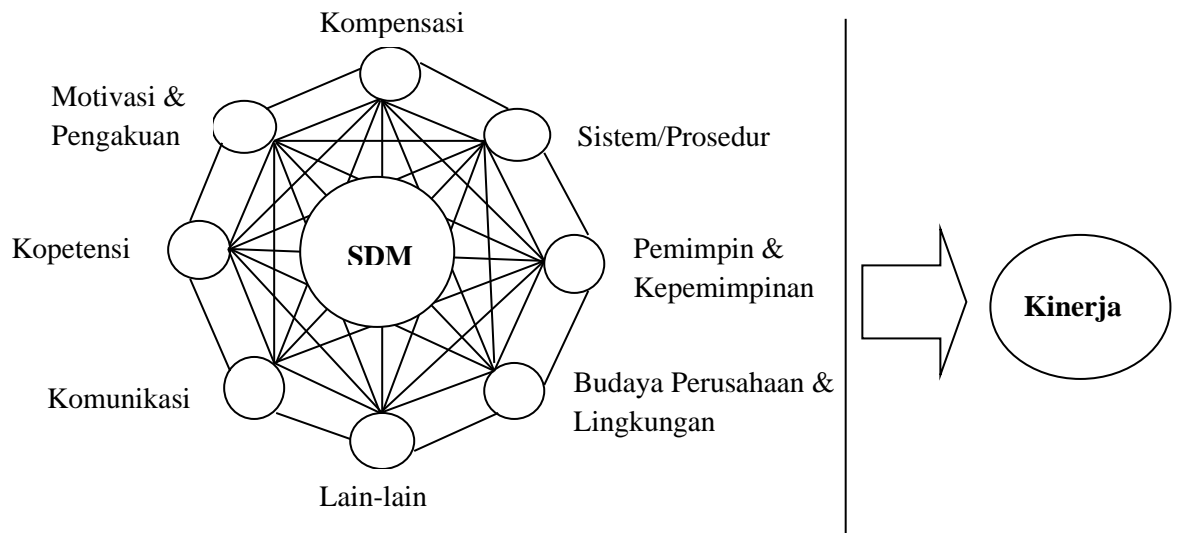 Kompensasi
Motivasi &
Pengakuan
Sistem/Prosedur
Kopetensi
SDM
Pemimpin &
Kepemimpinan
Kinerja
Komunikasi
Budaya Perusahaan &
Lingkungan
Lain-lain